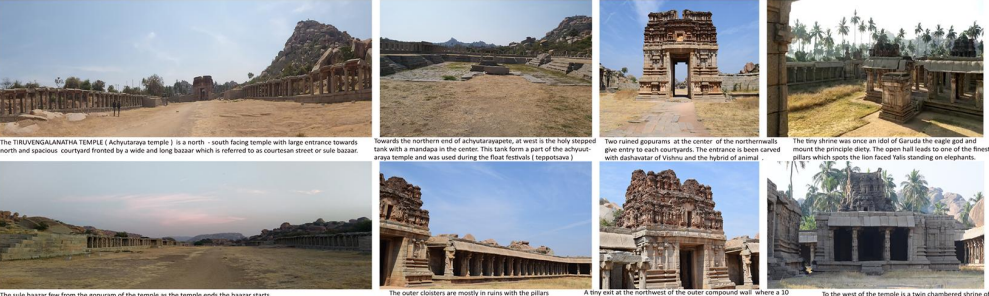 The TIRUVENGALANATHA TEMPLE ( Achyutaraya temple ) is a north - south facing temple with large entrance towards
north and spacious courtyard fronted by a wide and long bazaar which is referred to as courtesan street or sule bazaar.
Towards the northern end of achyutarayapete, at west is the holy stepped
tank with a mandapa in the center. This tank form a part of the achyut-
araya temple and was used during the float festivals ( teppotsava )
Two ruined gopurams at the center of the northernwalls
give entry to each courtyards. The entrance is been carved
with dashavatar of Vishnu and the hybrid of animal .
The tiny shrine was once an idol of Garuda the eagle god and
mount the principle diety. The open hall leads to one of the finest
pillars which spots the lion faced Yalis standing on elephants.
The sule bazaar few from the gopuram of the temple as the temple ends the bazaar starts
The outer cloisters are mostly in ruins with the pillars
A tiny exit at the northwest of the outer compound wall where a 10
To the west of the temple is a twin chambered shrine of